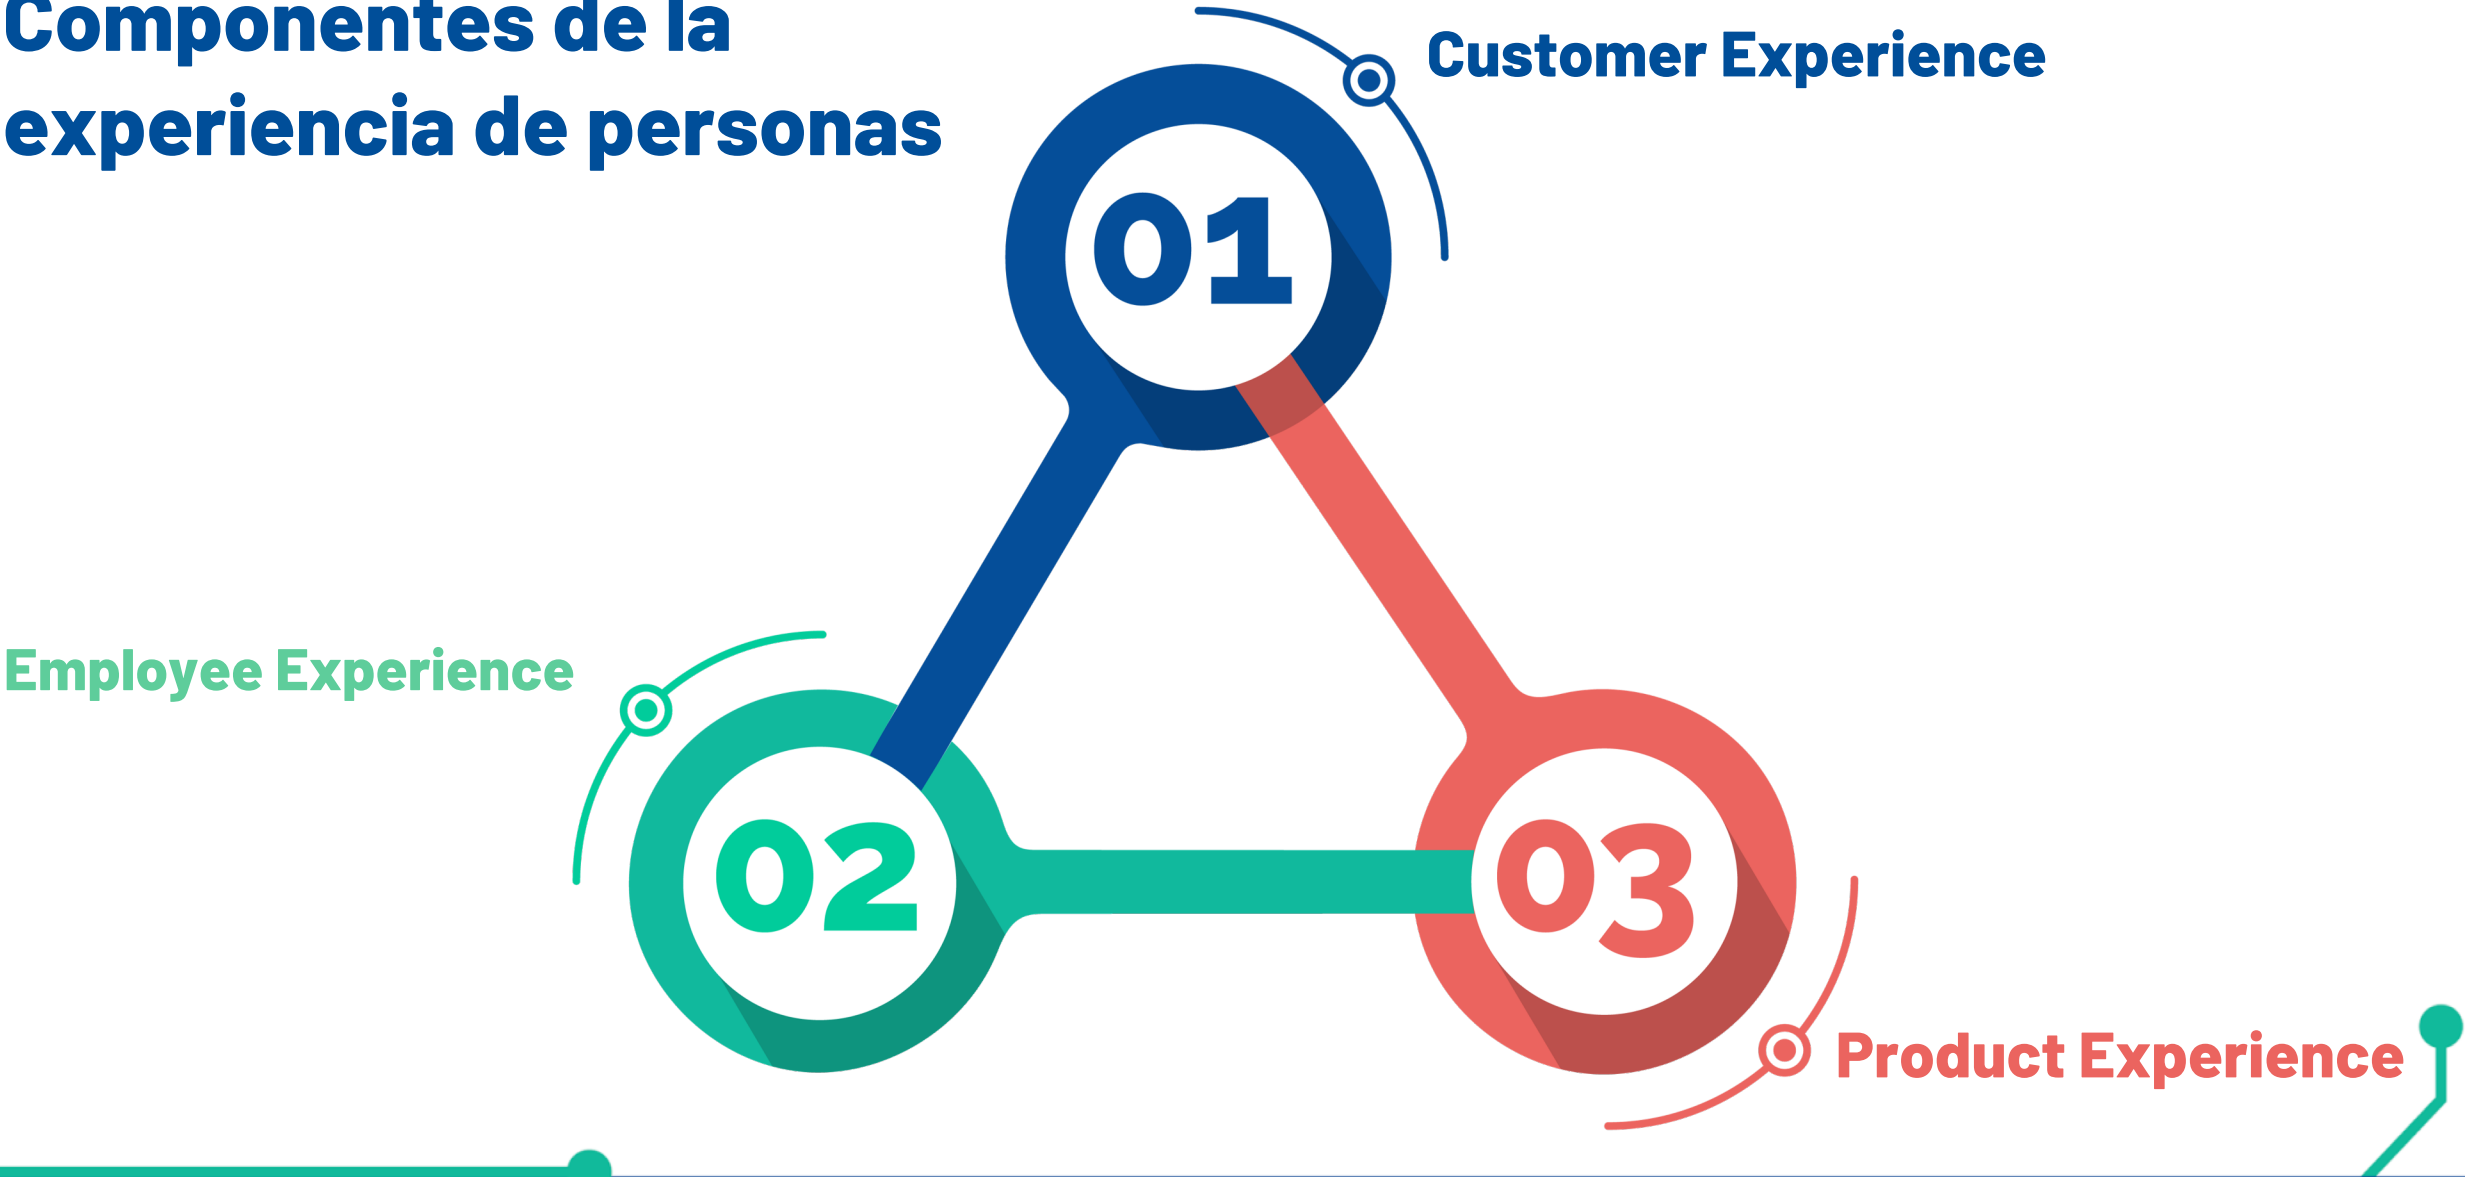 Componentes de la
experiencia de personas
Customer Experience
01
Employee Experience
02
03
Product Experience